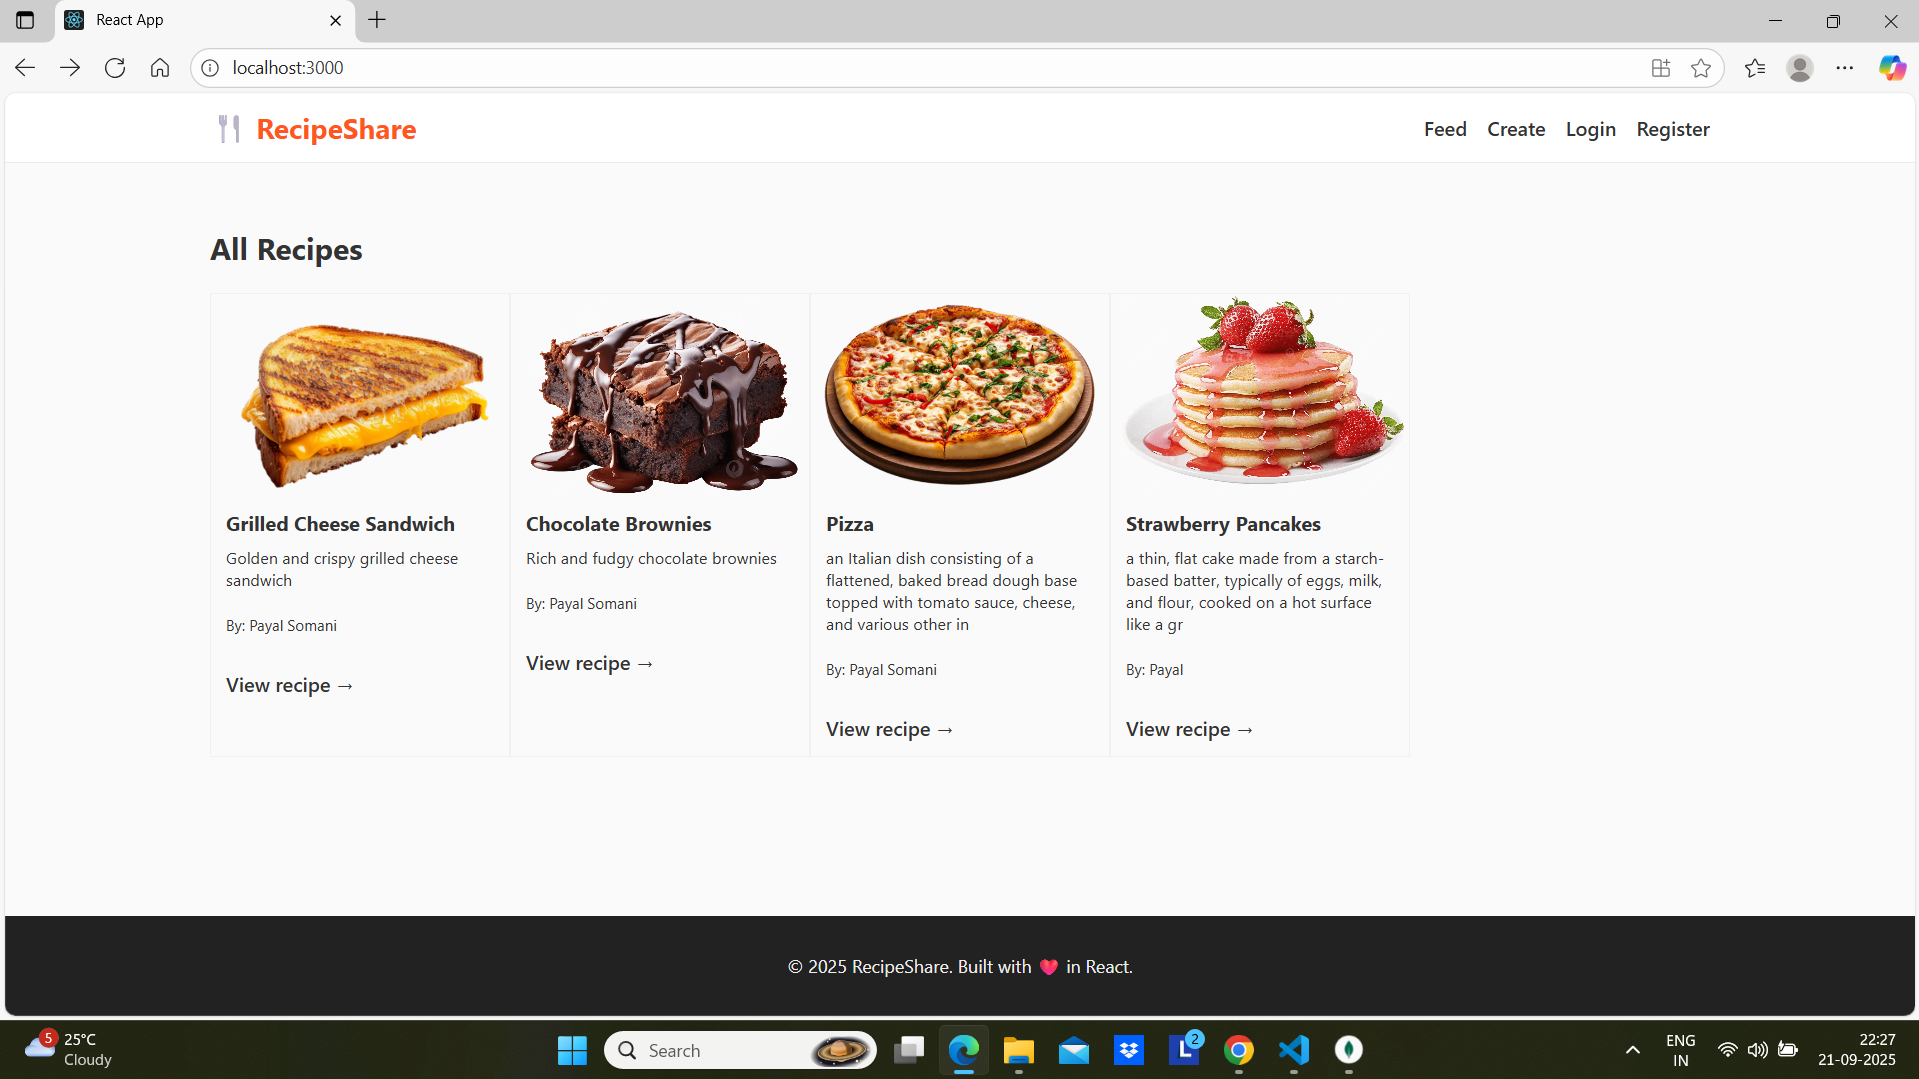 React App
localhost:3000
RecipeShare
Feed Create Login Register
All Recipes
Grilled Cheese Sandwich
Golden and crispy grilled cheese
sandwich
By: Payal Somani
View recipe →
Chocolate Brownies
Rich and fudgy chocolate brownies
By: Payal Somani
View recipe →
Pizza
an Italian dish consisting of a
flattened, baked bread dough base
topped with tomato sauce, cheese,
and various other in
By: Payal Somani
View recipe →
Strawberry Pancakes
a thin, flat cake made from a starch-
based batter, typically of eggs, milk,
and flour, cooked on a hot surface
like a gr
By: Payal
View recipe →
© 2025 RecipeShare. Built with ❤ in React.
5
25°C
Cloudy
Search
L
2
ENG
IN
22:27
21-09-2025